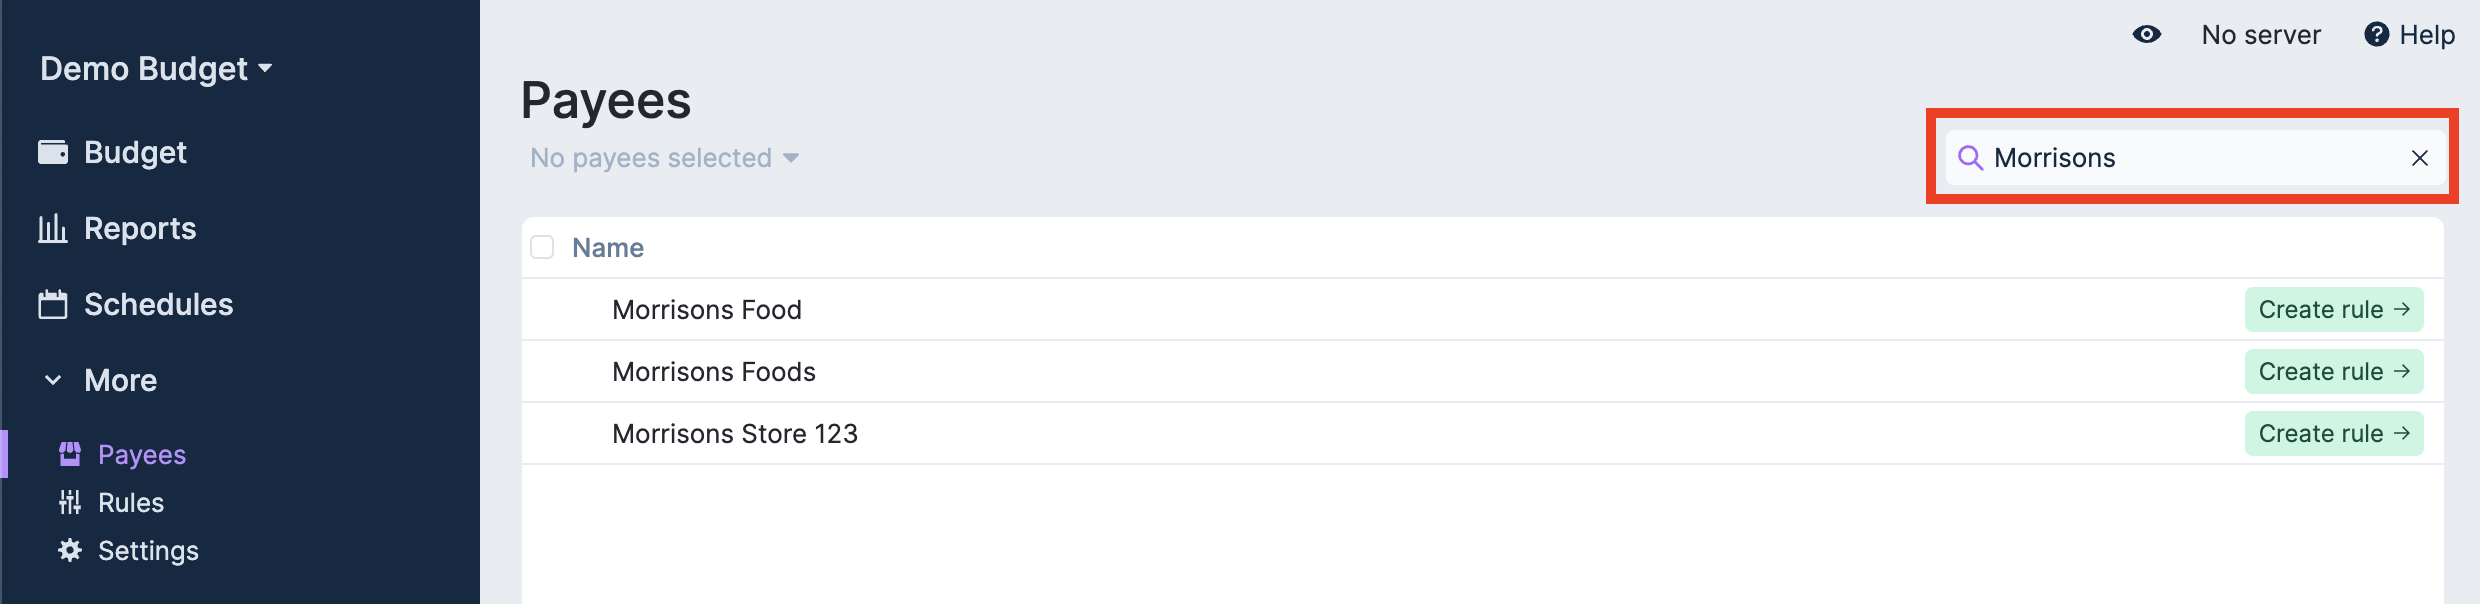 Demo Budget
Budget
Reports
Schedules
More
Payees
Rules
Settings
No server
Help
Payees
No payees selected
Morrisons
Name
Morrisons Food
Create rule →
Morrisons Foods
Create rule →
Morrisons Store 123
Create rule →